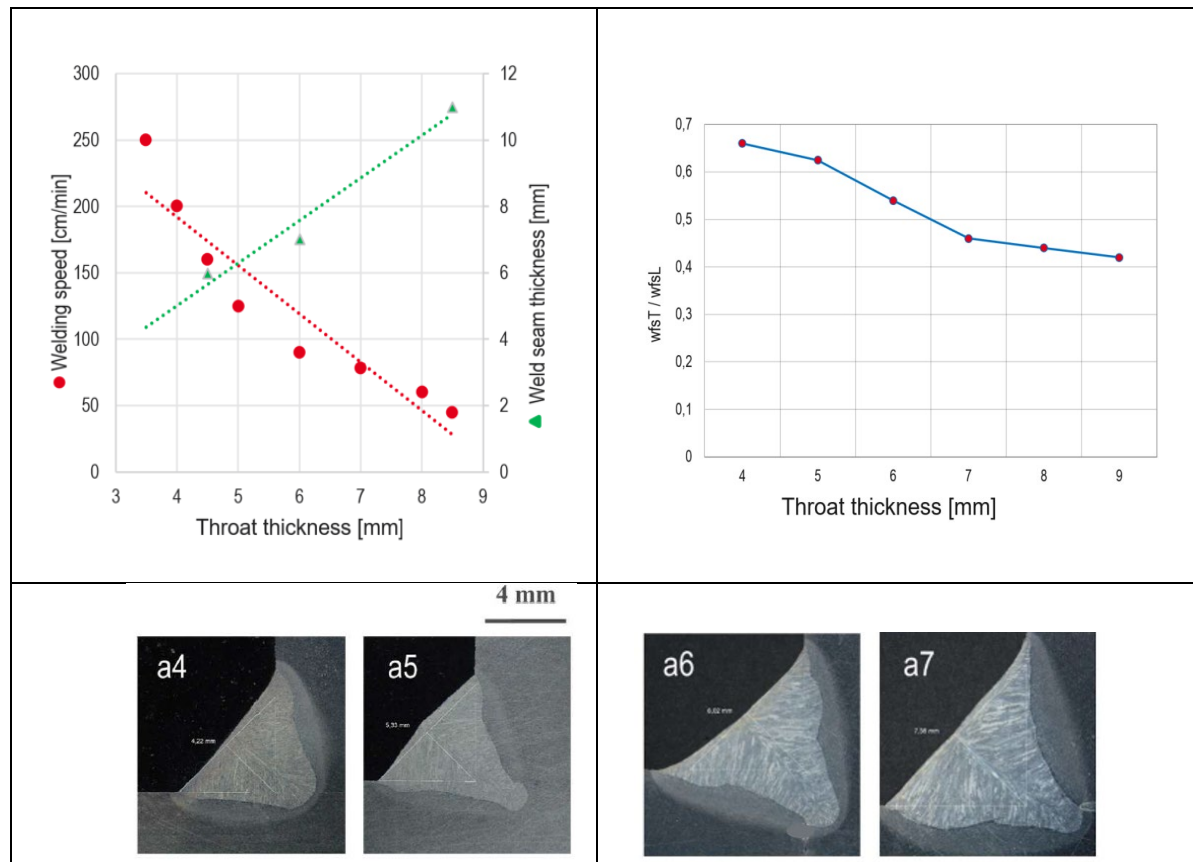 300
250
200
150
100
50
0
12
10
8
6
4
2
0
3 4 5 6 7 8 9
Welding speed [cm/min]
Weld seam thickness [mm]
Throat thickness [mm]
0,7
0,6
0,5
0,4
0,3
0,2
0,1
0
4 5 6 7 8 9
wfsT / wfsL
Throat thickness [mm]
4 mm
a4
4,22 mm
a5
5,33 mm
a6
a7
7,38 mm